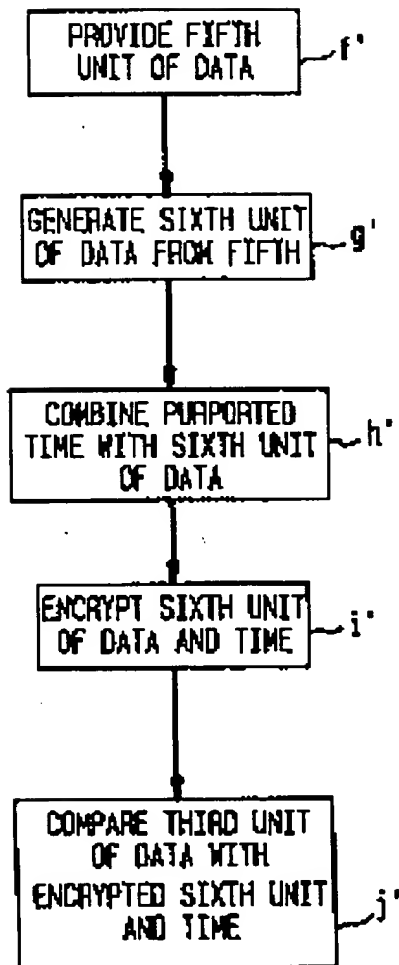 PROVIDE FIFTH
UNIT OF DATA
f'
GENERATE SIXTH UNIT
OF DATA FROM FIFTH
g'
COMBINE PURPORTED
TIME WITH SIXTH UNIT
OF DATA
h'
ENCRYPT SIXTH UNIT
OF DATA AND TIME
i'
COMPARE THIRD UNIT
OF DATA WITH
ENCRYPTED SIXTH UNIT
AND TIME
j'